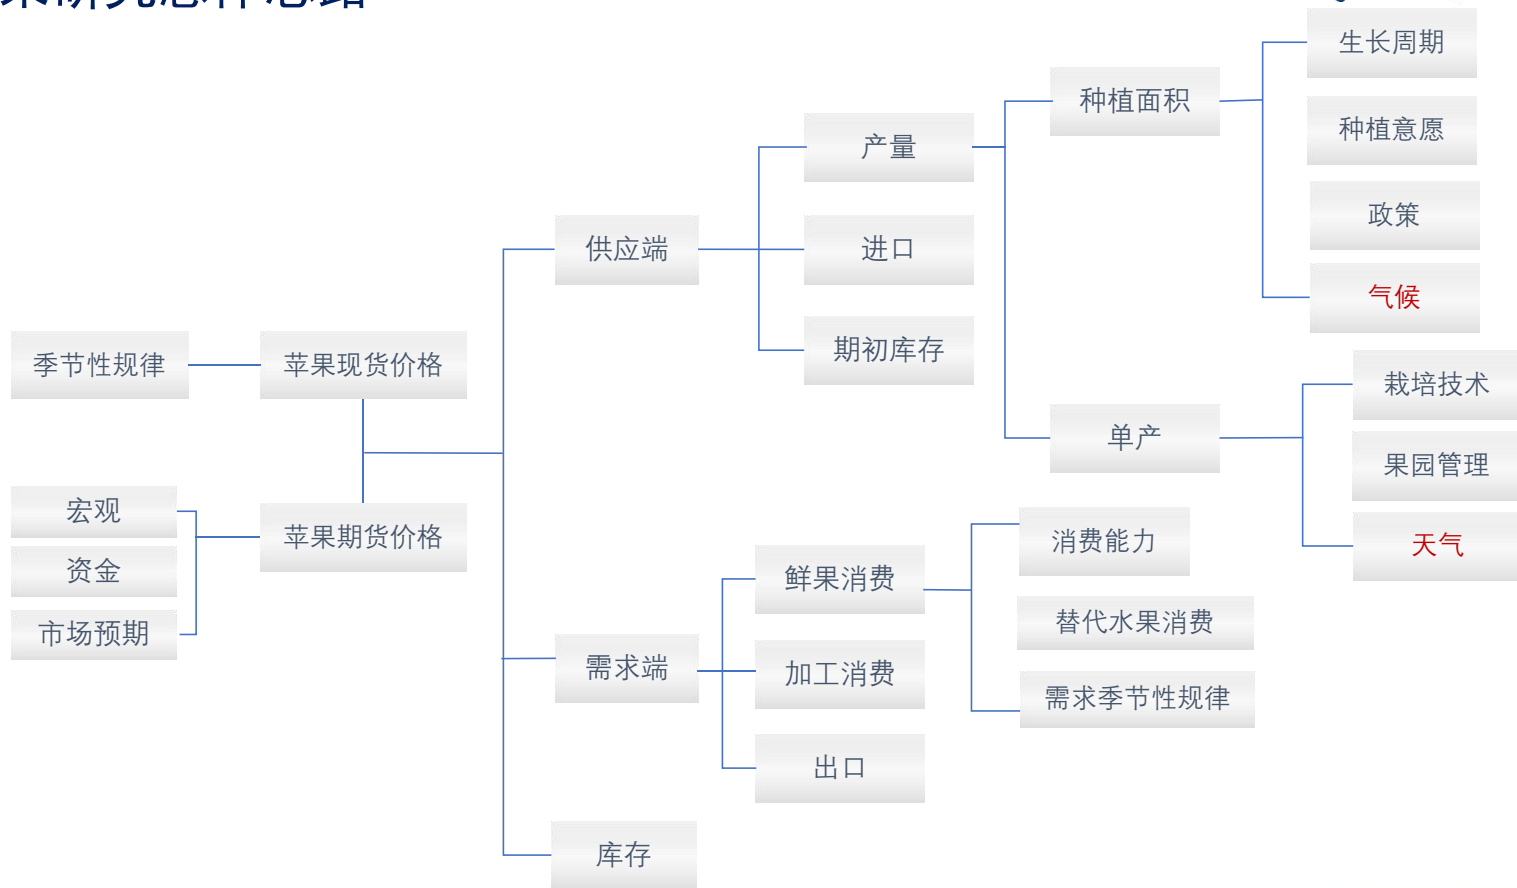 生长周期
种植面积
种植意愿
产量
政策
供应端
进口
气候
期初库存
季节性规律
苹果现货价格
栽培技术
单产
果园管理
宏观
苹果期货价格
天气
资金
消费能力
鲜果消费
市场预期
替代水果消费
需求端
加工消费
需求季节性规律
出口
库存